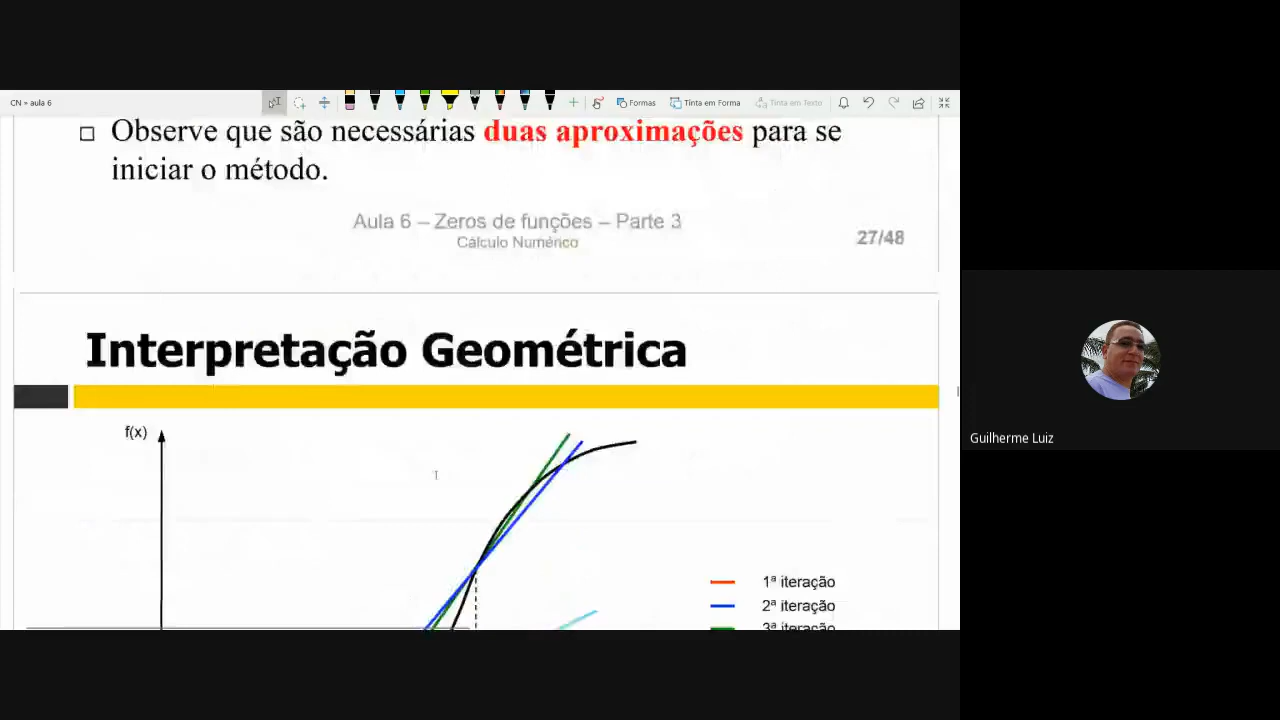 CN » aula 6
Formas
Tinta em Forma
Tinta em Texto
Observe que são necessárias duas aproximações para se
iniciar o método.
Aula 6 – Zeros de funções – Parte 3
Cálculo Numérico
27/48
Interpretação Geométrica
f(x)
1ª iteração
2ª iteração
3ª iteração
Guilherme Luiz